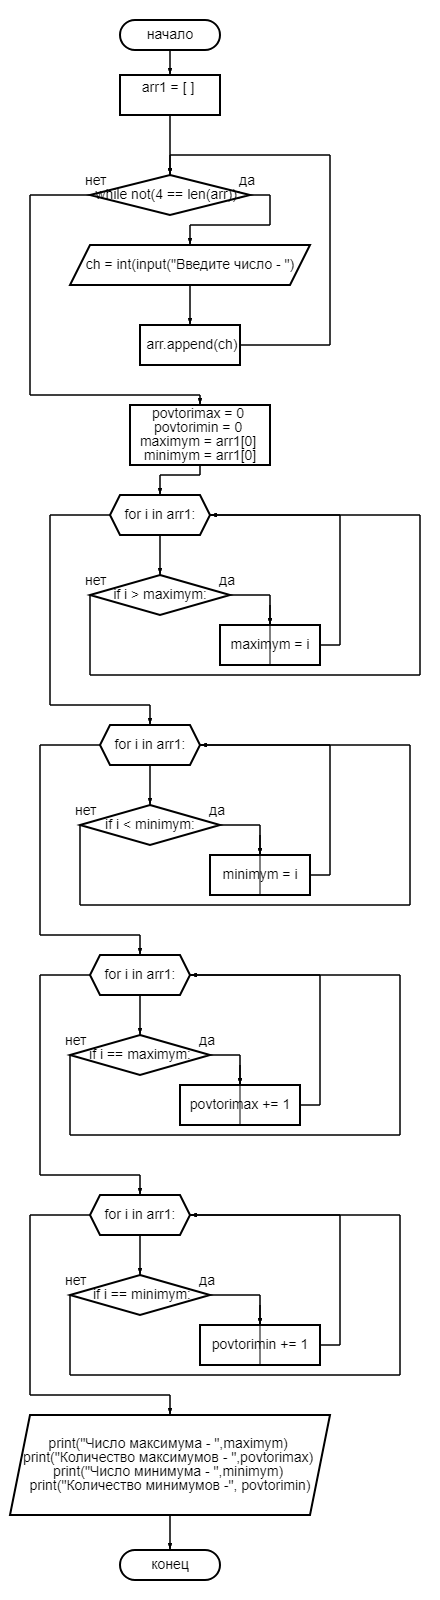 начало
arr1 = [ ]
нет
да
while not(4 == len(arr))
ch = int(input("Введите число - ")
arr.append(ch)
povtorimax = 0
povtorimin = 0
maximym = arr1[0]
minimym = arr1[0]
for i in arr1:
нет
да
if i > maximym:
maximym = i
for i in arr1:
нет
да
if i < minimym:
minimym = i
for i in arr1:
нет
да
if i == maximym:
povtorimax += 1
for i in arr1:
нет
да
if i == minimym:
povtorimin += 1
print("Число максимума - ",maximym)
print("Количество максимумов - ",povtorimax)
print("Число минимума - ",minimym)
print("Количество минимумов -", povtorimin)
конец